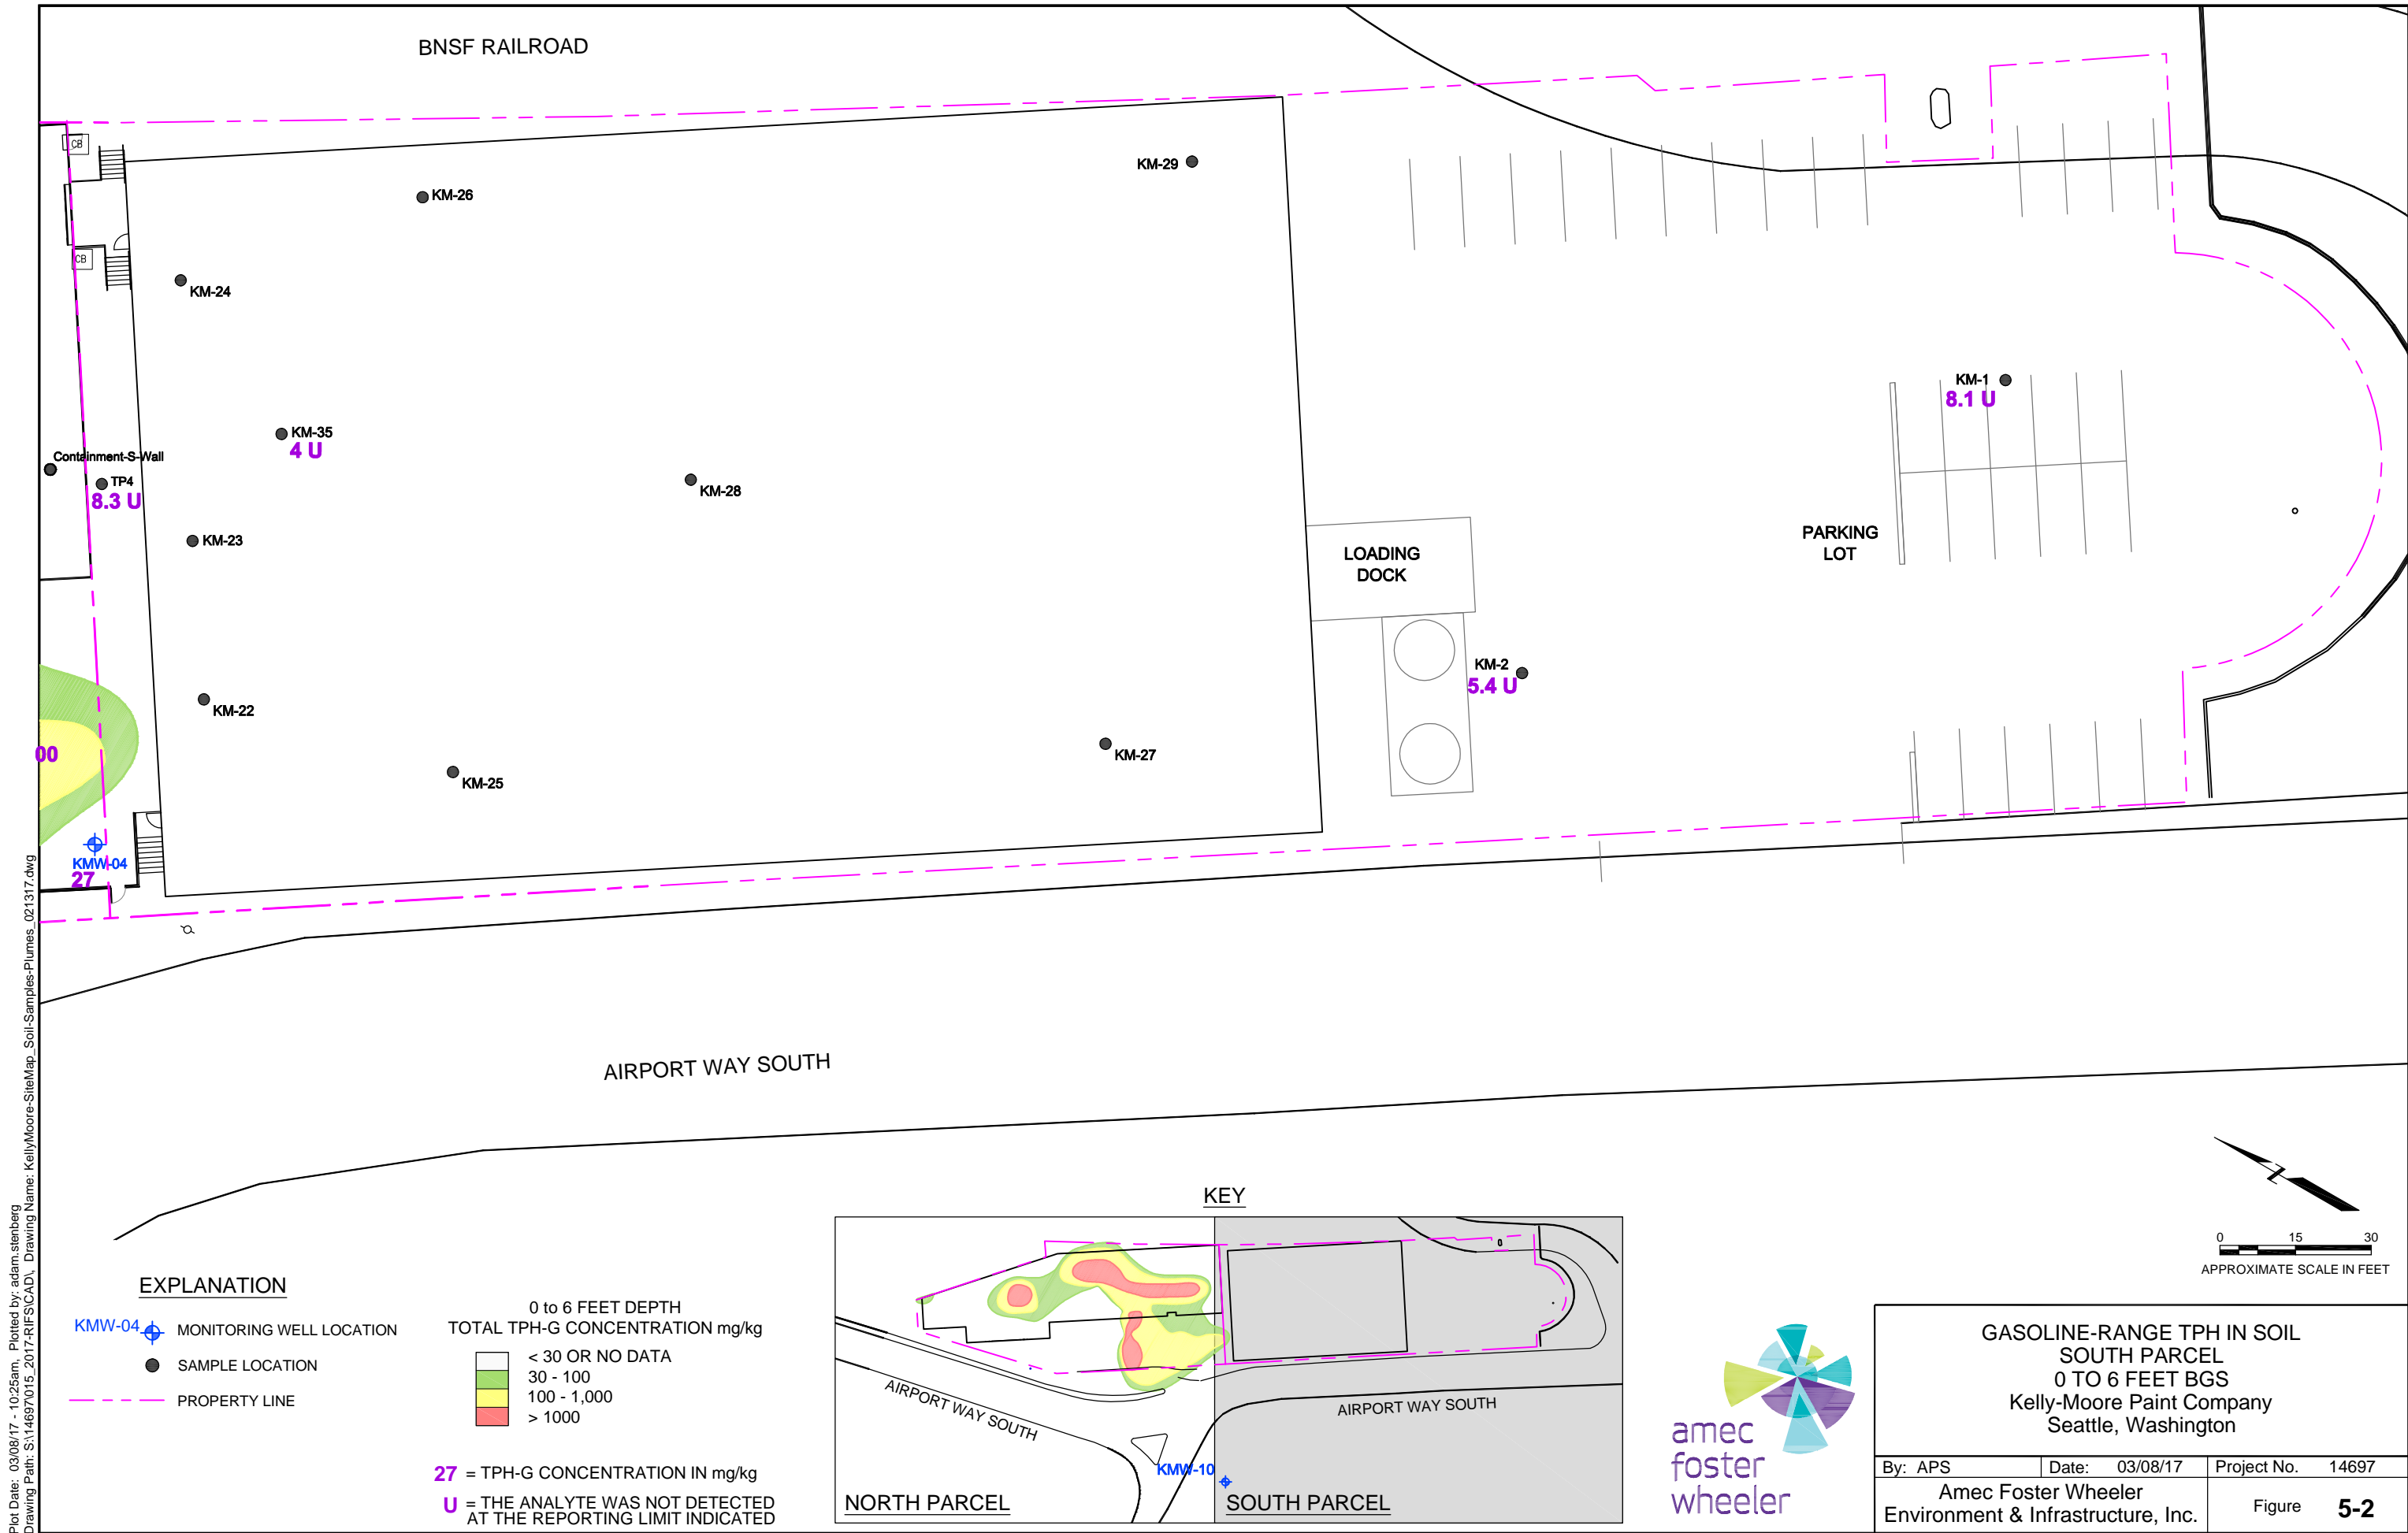 BNSF RAILROAD
CB
CB
KM-26
KM-29
KM-24
KM-1
8.1 U
KM-35
4 U
Containment-S-Wall
TP4
8.3 U
KM-28
KM-23
LOADING
DOCK
PARKING
LOT
KM-2
5.4 U
KM-22
00
KM-27
KM-25
KMW-04
27
AIRPORT WAY SOUTH
KEY
AIRPORT WAY SOUTH
AIRPORT WAY SOUTH
KMW-10
NORTH PARCEL
SOUTH PARCEL
0 15 30
APPROXIMATE SCALE IN FEET
EXPLANATION
KMW-04 MONITORING WELL LOCATION
SAMPLE LOCATION
PROPERTY LINE
0 to 6 FEET DEPTH
TOTAL TPH-G CONCENTRATION mg/kg
< 30 OR NO DATA
30 - 100
100 - 1,000
> 1000
27 = TPH-G CONCENTRATION IN mg/kg
U = THE ANALYTE WAS NOT DETECTED
AT THE REPORTING LIMIT INDICATED
amec
foster
wheeler
GASOLINE-RANGE TPH IN SOIL
SOUTH PARCEL
0 TO 6 FEET BGS
Kelly-Moore Paint Company
Seattle, Washington
By: APS Date: 03/08/17 Project No. 14697
Amec Foster Wheeler
Environment & Infrastructure, Inc.
Figure 5-2
Plot Date: 03/08/17 - 10:25am, Plotted by: adam.stenberg
Drawing Path: S:\14697\015_2017-RIFS\CAD\, Drawing Name: KellyMoore-SiteMap_Soil-Samples-Plumes_021317.dwg